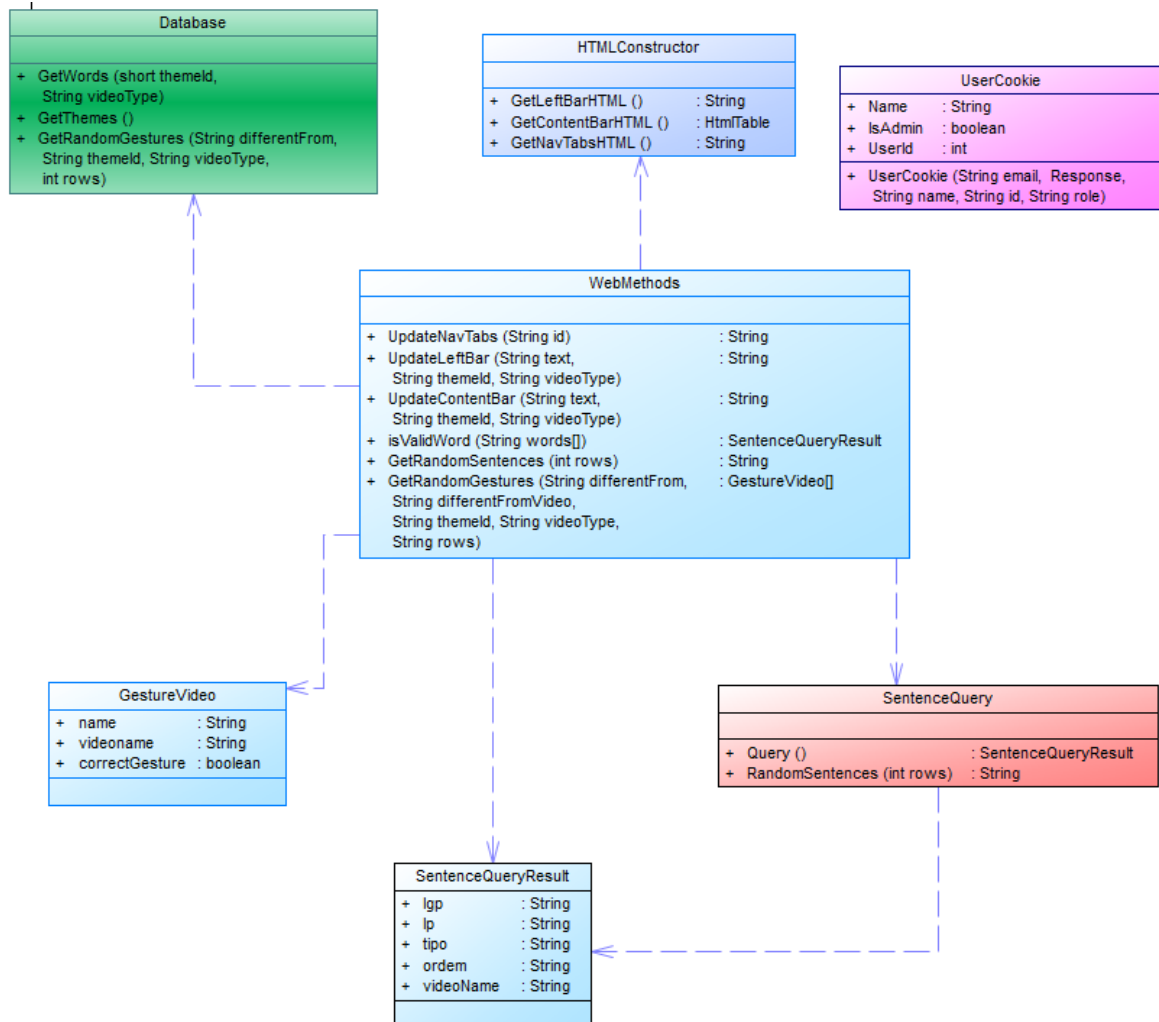 Database
+ GetWords (short themeId,
String videoType)
+ GetThemes ()
+ GetRandomGestures (String differentFrom,
String themeId, String videoType,
int rows)
HTMLConstructor
+ GetLeftBarHTML () : String
+ GetContentBarHTML () : HtmlTable
+ GetNavTabsHTML () : String
UserCookie
+ Name : String
+ IsAdmin : boolean
+ UserId : int
+ UserCookie (String email, Response,
String name, String id, String role)
WebMethods
+ UpdateNavTabs (String id) : String
+ UpdateLeftBar (String text, : String
String themeId, String videoType)
+ UpdateContentBar (String text, : String
String themeId, String videoType)
+ isValidWord (String words[]) : SentenceQueryResult
+ GetRandomSentences (int rows) : String
+ GetRandomGestures (String differentFrom, : GestureVideo[]
String differentFromVideo,
String themeId, String videoType,
String rows)
GestureVideo
+ name : String
+ videoname : String
+ correctGesture : boolean
SentenceQuery
+ Query () : SentenceQueryResult
+ RandomSentences (int rows) : String
SentenceQueryResult
+ lgp : String
+ lp : String
+ tipo : String
+ ordem : String
+ videoName : String